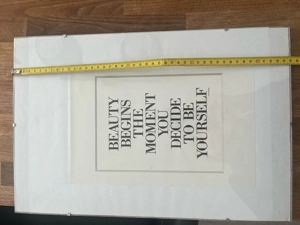 BEAUTY
BEGINS
THE
MOMENT
YOU
DECIDE
TO BE
YOURSELF